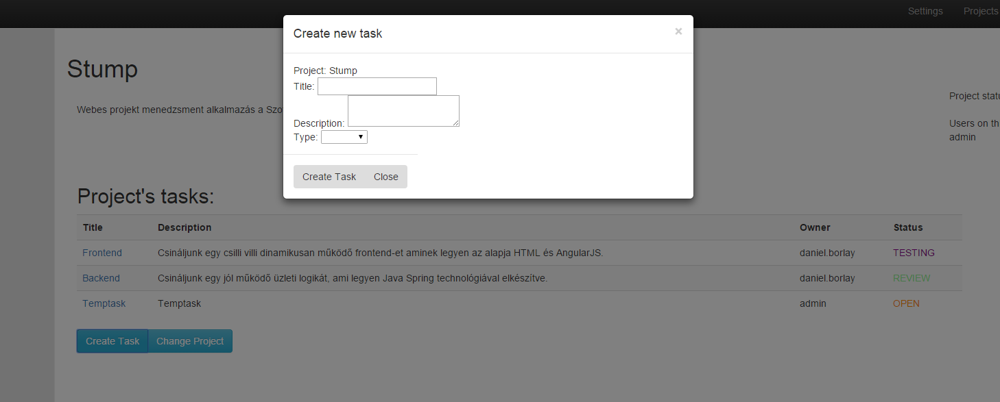 Settings Projects
Create new task ×
Project: Stump
Title:
Description:
Type:
Create Task Close
Stump
Webes projekt menedzsment alkalmazás a Szo
Project statu
Users on th
admin
Project's tasks:
Title Description Owner Status
Frontend Csináljunk egy csilli villi dinamikusan működő frontend-et aminek legyen az alapja HTML és AngularJS. daniel.borlay TESTING
Backend Csináljunk egy jól működő üzleti logikát, ami legyen Java Spring technológiával elkészítve. daniel.borlay REVIEW
Temptask Temptask admin OPEN
Create Task Change Project